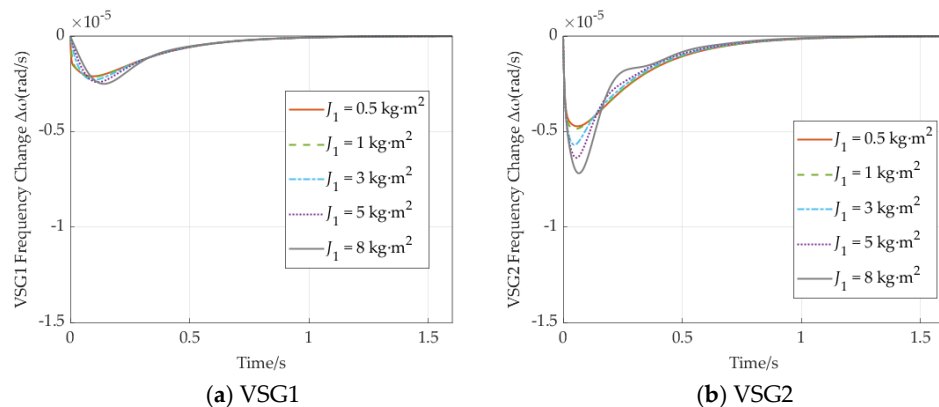 ×10⁻⁵
0
-0.5
-1
-1.5
VSG1 Frequency Change Δω(rad/s)
J₁ = 0.5 kg·m²
J₁ = 1 kg·m²
J₁ = 3 kg·m²
J₁ = 5 kg·m²
J₁ = 8 kg·m²
0 0.5 1 1.5
Time/s
(a) VSG1
×10⁻⁵
0
-0.5
-1
-1.5
VSG2 Frequency Change Δω(rad/s)
J₁ = 0.5 kg·m²
J₁ = 1 kg·m²
J₁ = 3 kg·m²
J₁ = 5 kg·m²
J₁ = 8 kg·m²
0 0.5 1 1.5
Time/s
(b) VSG2